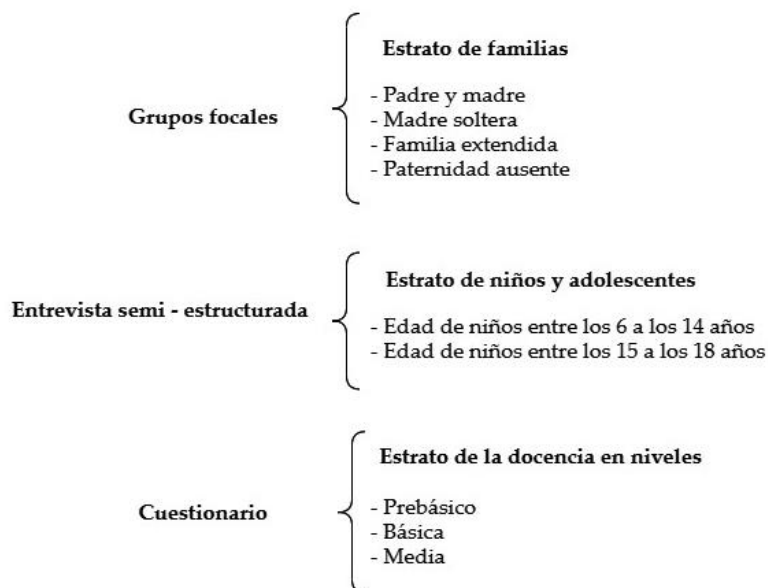 Grupos focales
Estrato de familias
- Padre y madre
- Madre soltera
- Familia extendida
- Paternidad ausente
Entrevista semi - estructurada
Estrato de niños y adolescentes
- Edad de niños entre los 6 a los 14 años
- Edad de niños entre los 15 a los 18 años
Cuestionario
Estrato de la docencia en niveles
- Prebásico
- Básica
- Media